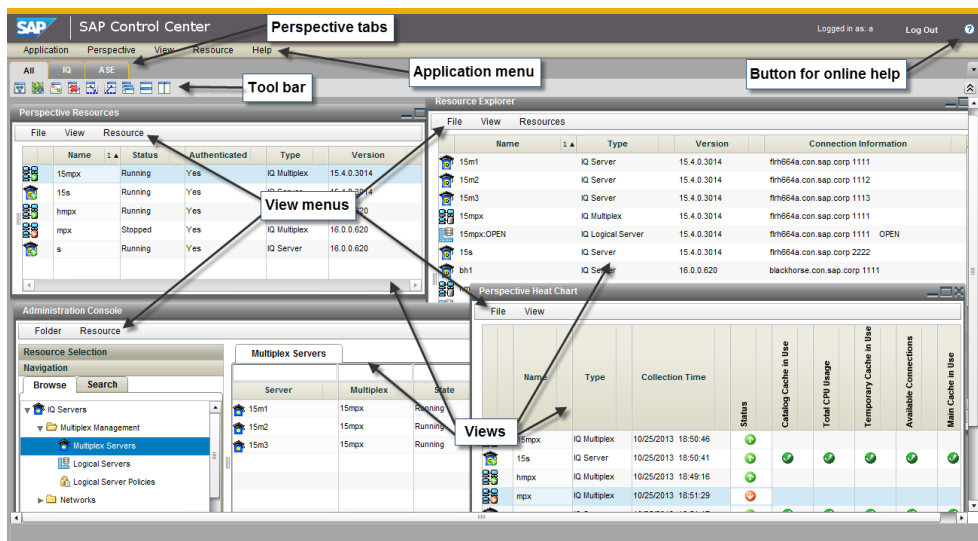 SAP SAP Control Center Perspective tabs Logged in as: a Log Out ?
Application Perspective View Resource Help
Application menu
Button for online help
All IQ ASE
Tool bar
Perspective Resources
File View Resource
Name 1 Status Authenticated Type Version
15mpx Running Yes IQ Multiplex 15.4.0.3014
15s Running Yes IQ Server 15.4.0.3014
hmpx Running Yes
mpx Stopped Yes IQ Multiplex 16.0.0.620
s Running Yes IQ Server 16.0.0.620
View menus
Resource Explorer
File View Resources
Name 1 Type Version Connection Information
15m1 IQ Server 15.4.0.3014 flrh664a.con.sap.corp 1111
15m2 IQ Server 15.4.0.3014 flrh664a.con.sap.corp 1112
15m3 IQ Server 15.4.0.3014 flrh664a.con.sap.corp 1113
15mpx IQ Multiplex 15.4.0.3014 flrh664a.con.sap.corp 1111
15mpx:OPEN IQ Logical Server 15.4.0.3014 flrh664a.con.sap.corp 1111 OPEN
15s IQ Server 15.4.0.3014 flrh664a.con.sap.corp 2222
bh1 IQ Server 16.0.0.620 blackhorse.con.sap.corp 1111
Administration Console
Folder Resource
Resource Selection
Navigation
Browse Search
IQ Servers
Multiplex Management
Multiplex Servers
Logical Servers
Logical Server Policies
Networks
Multiplex Servers
Server Multiplex State
15m1 15mpx Running
15m2 15mpx Running
15m3 15mpx Running
Views
Perspective Heat Chart
File View
Name Type Collection Time Status Catalog Cache in Use Total CPU Usage Temporary Cache in Use Available Connections Main Cache in Use
15mpx IQ Multiplex 10/25/2013 18:50:46
15s IQ Server 10/25/2013 18:50:41
hmpx IQ Multiplex 10/25/2013 18:49:16
mpx IQ Multiplex 10/25/2013 18:51:29